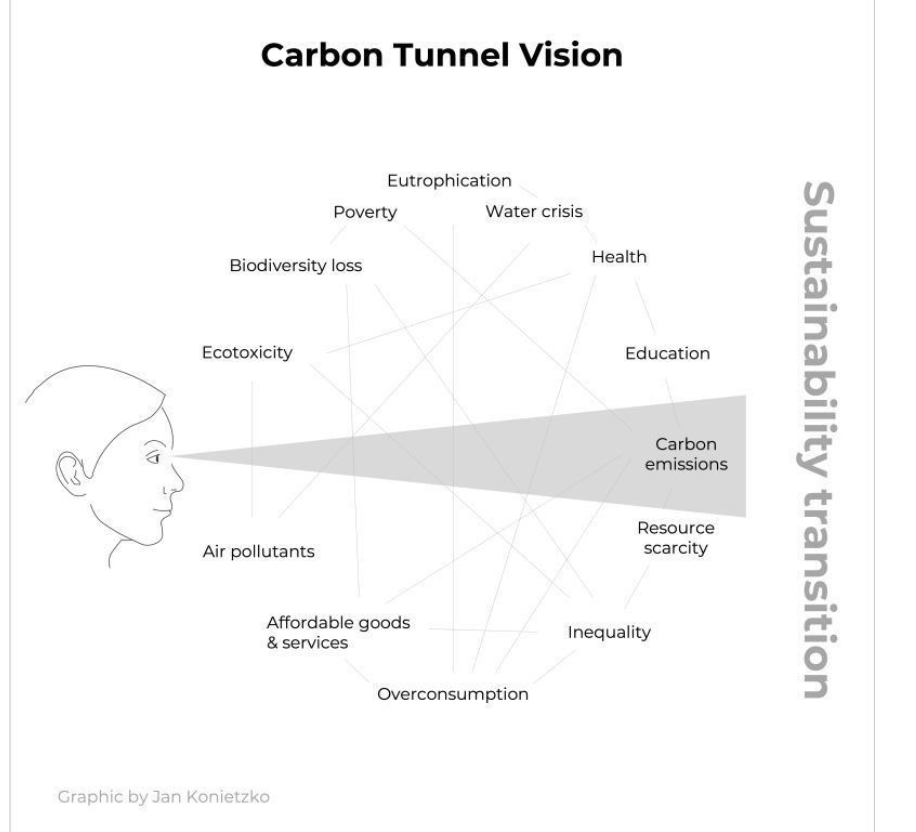 Carbon Tunnel Vision
Eutrophication
Poverty
Water crisis
Biodiversity loss
Health
Ecotoxicity
Education
Carbon
emissions
Resource
scarcity
Air pollutants
Affordable goods
& services
Inequality
Overconsumption
Sustainability transition
Graphic by Jan Konietzko